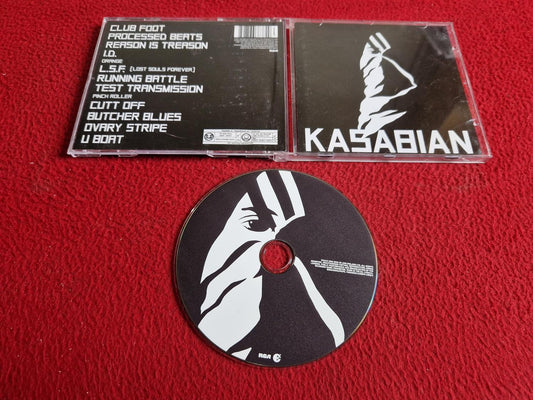 CLUB FOOT
PROCESSED BEATS
REASON IS TREASON
I.D.
ORANGE
L.S.F. (LOST SOULS FOREVER)
RUNNING BATTLE
TEST TRANSMISSION
PINCH ROLLER
CUTT OFF
BUTCHER BLUES
OVARY STRIPE
U BOAT
KASABIAN
RCA